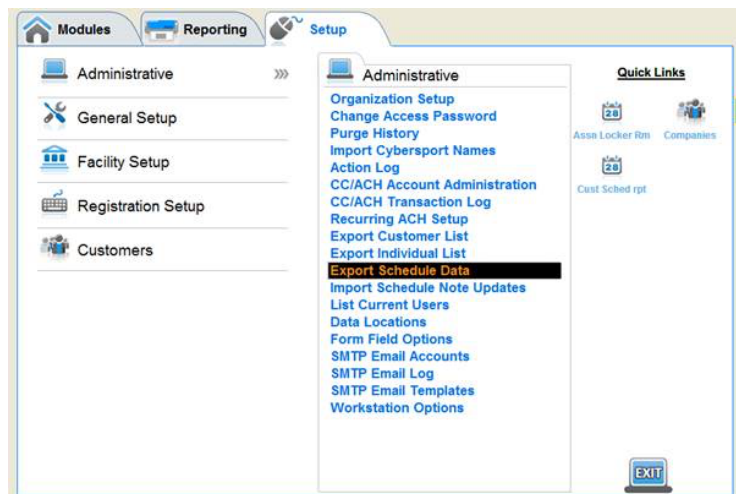 Modules
Reporting
Setup
Administrative
General Setup
Facility Setup
Registration Setup
Customers
Administrative
Organization Setup
Change Access Password
Purge History
Import Cybersport Names
Action Log
CC/ACH Account Administration
CC/ACH Transaction Log
Recurring ACH Setup
Export Customer List
Export Individual List
Export Schedule Data
Import Schedule Note Updates
List Current Users
Data Locations
Form Field Options
SMTP Email Accounts
SMTP Email Log
SMTP Email Templates
Workstation Options
Quick Links
28
Assn Locker Rm
Companies
28
Cust Sched rpt
EXIT